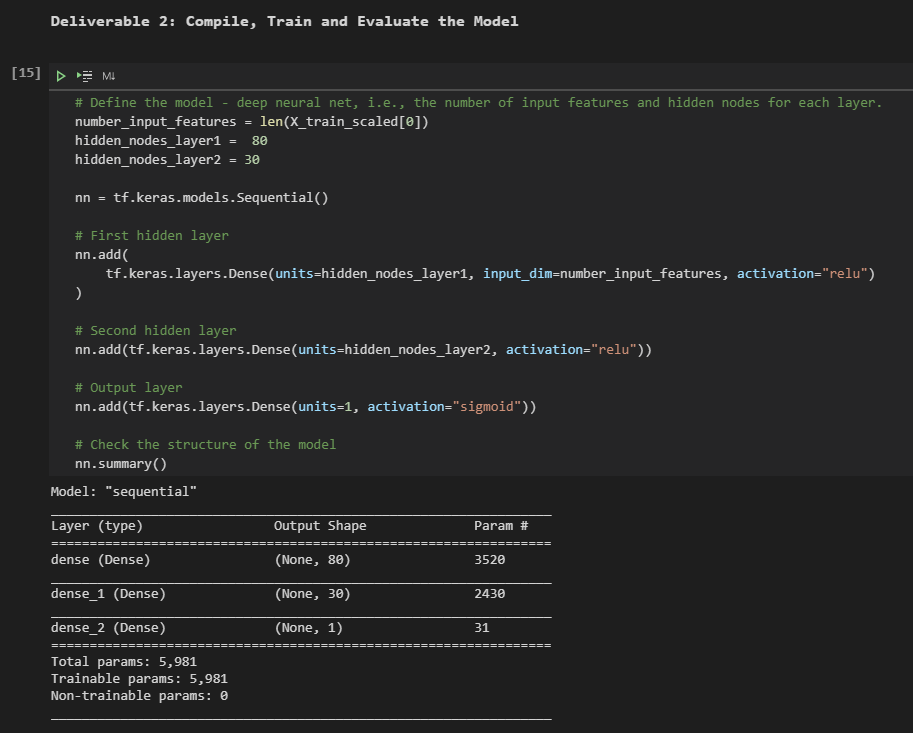 Deliverable 2: Compile, Train and Evaluate the Model
[15] M↓
# Define the model - deep neural net, i.e., the number of input features and hidden nodes for each layer.
number_input_features = len(X_train_scaled[0])
hidden_nodes_layer1 =  80
hidden_nodes_layer2 = 30
nn = tf.keras.models.Sequential()
# First hidden layer
nn.add(
    tf.keras.layers.Dense(units=hidden_nodes_layer1, input_dim=number_input_features, activation="relu")
)
# Second hidden layer
nn.add(tf.keras.layers.Dense(units=hidden_nodes_layer2, activation="relu"))
# Output layer
nn.add(tf.keras.layers.Dense(units=1, activation="sigmoid"))
# Check the structure of the model
nn.summary()
Model: "sequential"
_________________________________________________________________
Layer (type)                 Output Shape              Param #
=================================================================
dense (Dense)                (None, 80)                3520
_________________________________________________________________
dense_1 (Dense)              (None, 30)                2430
_________________________________________________________________
dense_2 (Dense)              (None, 1)                 31
=================================================================
Total params: 5,981
Trainable params: 5,981
Non-trainable params: 0
_________________________________________________________________